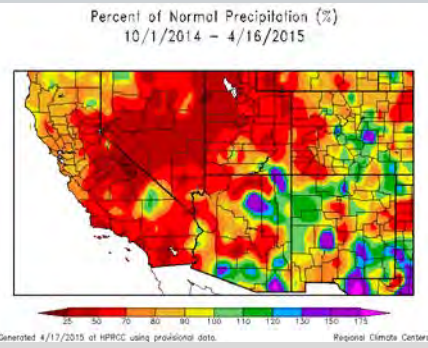 Percent of Normal Precipitation (%)
10/1/2014 – 4/16/2015
25 50 70 80 90 100 110 120 130 150 175
Generated 4/17/2015 at HPRCC using provisional data.
Regional Climate Centers